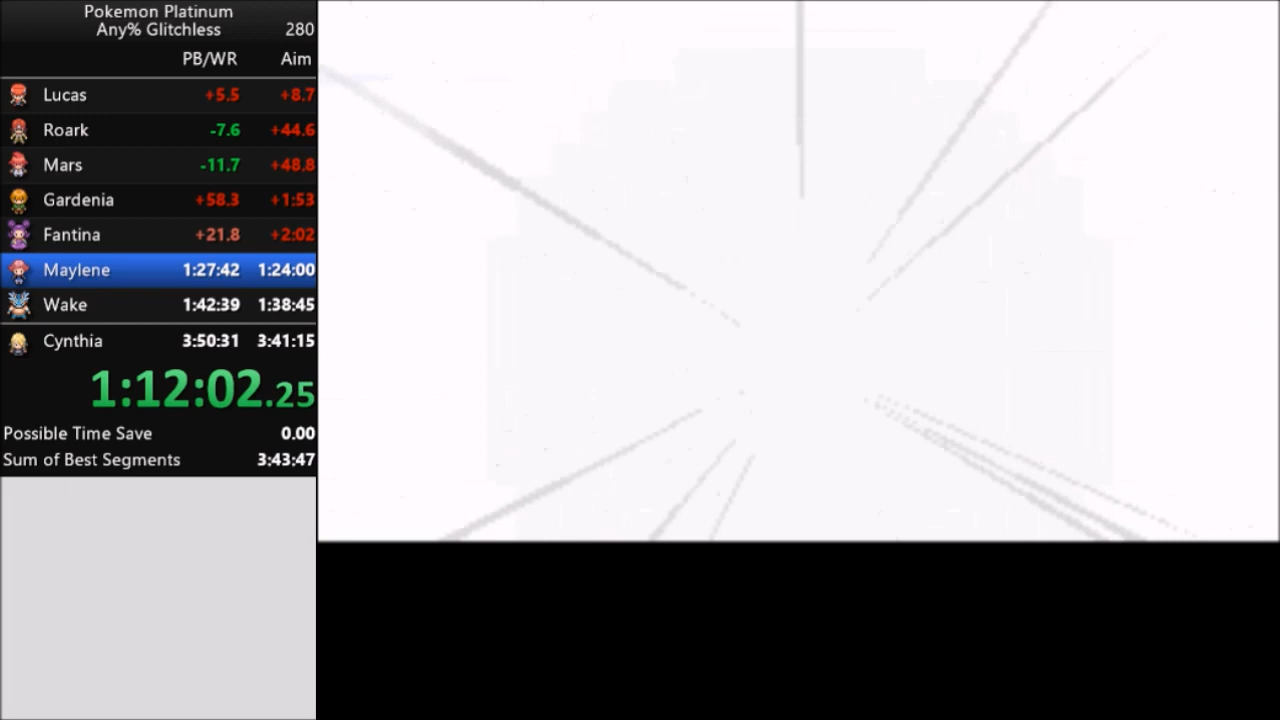 Pokemon Platinum
Any% Glitchless 280
PB/WR Aim
Lucas +5.5 +8.7
Roark -7.6 +44.6
Mars -11.7 +48.8
Gardenia +58.3 +1:53
Fantina +21.8 +2:02
Maylene 1:27:42 1:24:00
Wake 1:42:39 1:38:45
Cynthia 3:50:31 3:41:15
1:12:02.25
Possible Time Save 0.00
Sum of Best Segments 3:43:47